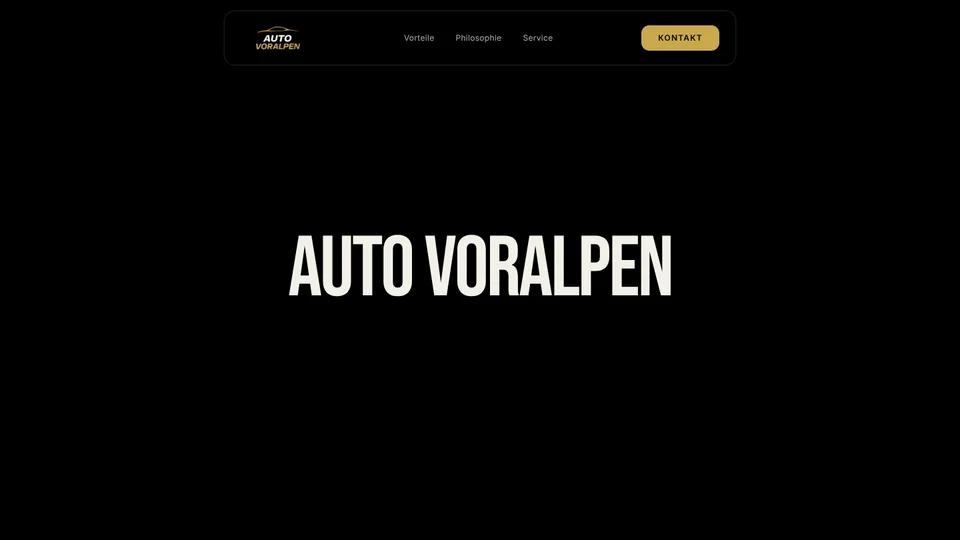 AUTO
VORALPEN
Vorteile
Philosophie
Service
KONTAKT
AUTO VORALPEN